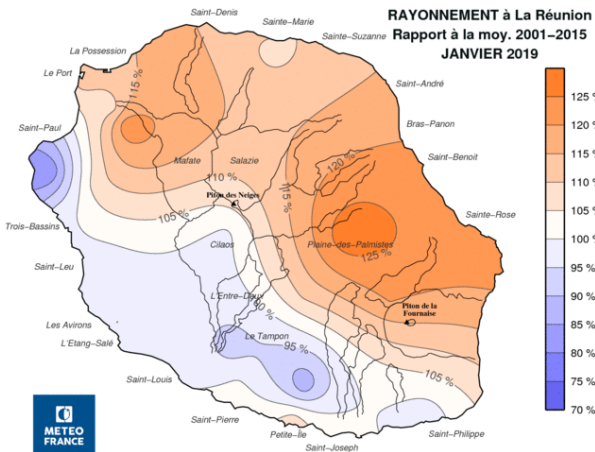 RAYONNEMENT à La Réunion
Rapport à la moy. 2001−2015
JANVIER 2019
Saint−Denis
Sainte−Marie
Sainte−Suzanne
La Possession
Le Port
115 %
Saint−André
Bras−Panon
Saint−Paul
Mafate
Salazie
120 %
Saint−Benoit
110 %
Piton des Neiges
115 %
105 %
Sainte−Rose
Trois−Bassins
Cilaos
Plaine−des−Palmistes
125 %
Saint−Leu
L'Entre−Deux
100 %
Piton de la
Fournaise
Les Avirons
L'Etang−Salé
Le Tampon
95 %
105 %
Saint−Louis
Saint−Pierre
Petite−Ile
Saint−Joseph
Saint−Philippe
125 %
120 %
115 %
110 %
105 %
100 %
95 %
90 %
85 %
80 %
75 %
70 %
METEO
FRANCE